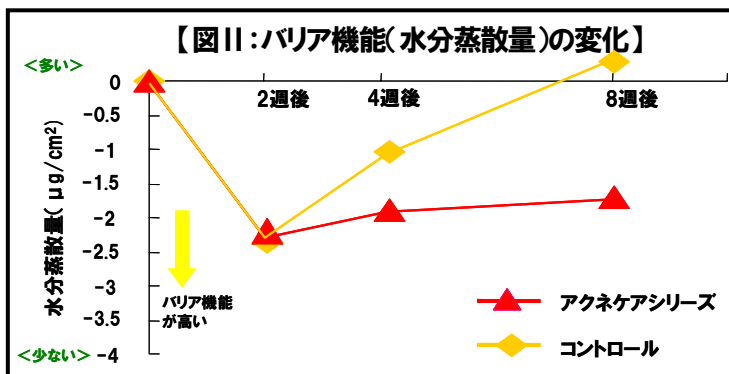 【図II：バリア機能(水分蒸散量)の変化】
＜多い＞
0
-0.5
-1
-1.5
-2
-2.5
-3
-3.5
-4
＜少ない＞
水分蒸散量(μg/cm²)
2週後
4週後
8週後
バリア機能
が高い
アクネケアシリーズ
コントロール